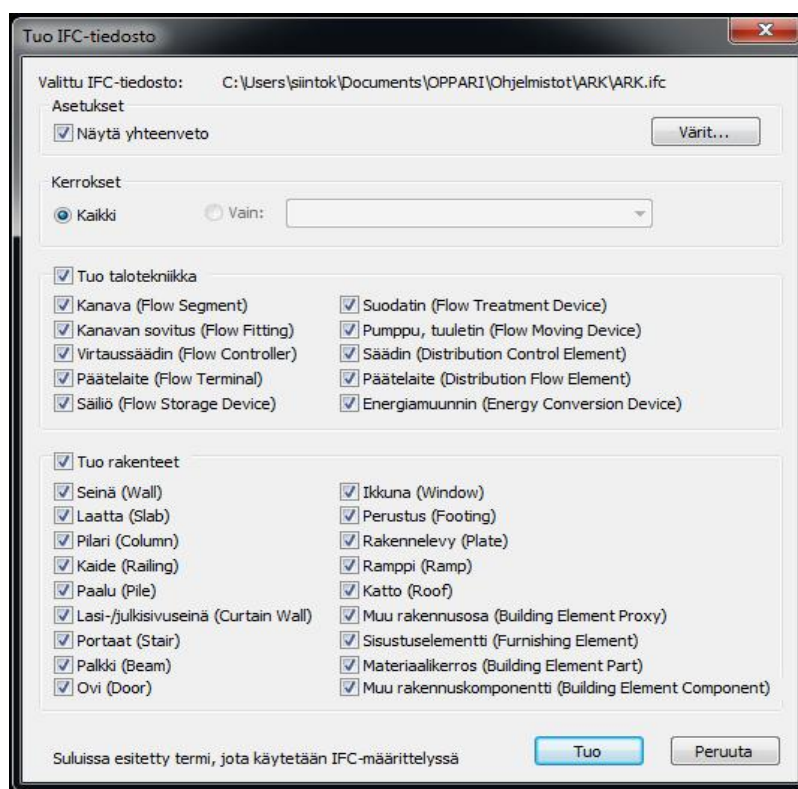 Tuo IFC-tiedosto
Valittu IFC-tiedosto: C:\Users\siintok\Documents\OPPARI\Ohjelmistot\ARK\ARK.ifc
Asetukset
Näytä yhteenveto
Värit...
Kerrokset
Kaikki
Vain:
Tuo talotekniikka
Kanava (Flow Segment)
Kanavan sovitus (Flow Fitting)
Virtaussäädin (Flow Controller)
Päätelaite (Flow Terminal)
Säiliö (Flow Storage Device)
Suodatin (Flow Treatment Device)
Pumppu, tuuletin (Flow Moving Device)
Säädin (Distribution Control Element)
Päätelaite (Distribution Flow Element)
Energiamuunnin (Energy Conversion Device)
Tuo rakenteet
Seinä (Wall)
Laatta (Slab)
Pilari (Column)
Kaide (Railing)
Paalu (Pile)
Lasi-/julkisivuseinä (Curtain Wall)
Portaat (Stair)
Palkki (Beam)
Ovi (Door)
Ikkuna (Window)
Perustus (Footing)
Rakennelevy (Plate)
Ramppi (Ramp)
Katto (Roof)
Muu rakennusosa (Building Element Proxy)
Sisustuselementti (Furnishing Element)
Materiaalikerros (Building Element Part)
Muu rakennuskomponentti (Building Element Component)
Suluissa esitetty termi, jota käytetään IFC-määrittelyssä
Tuo
Peruuta